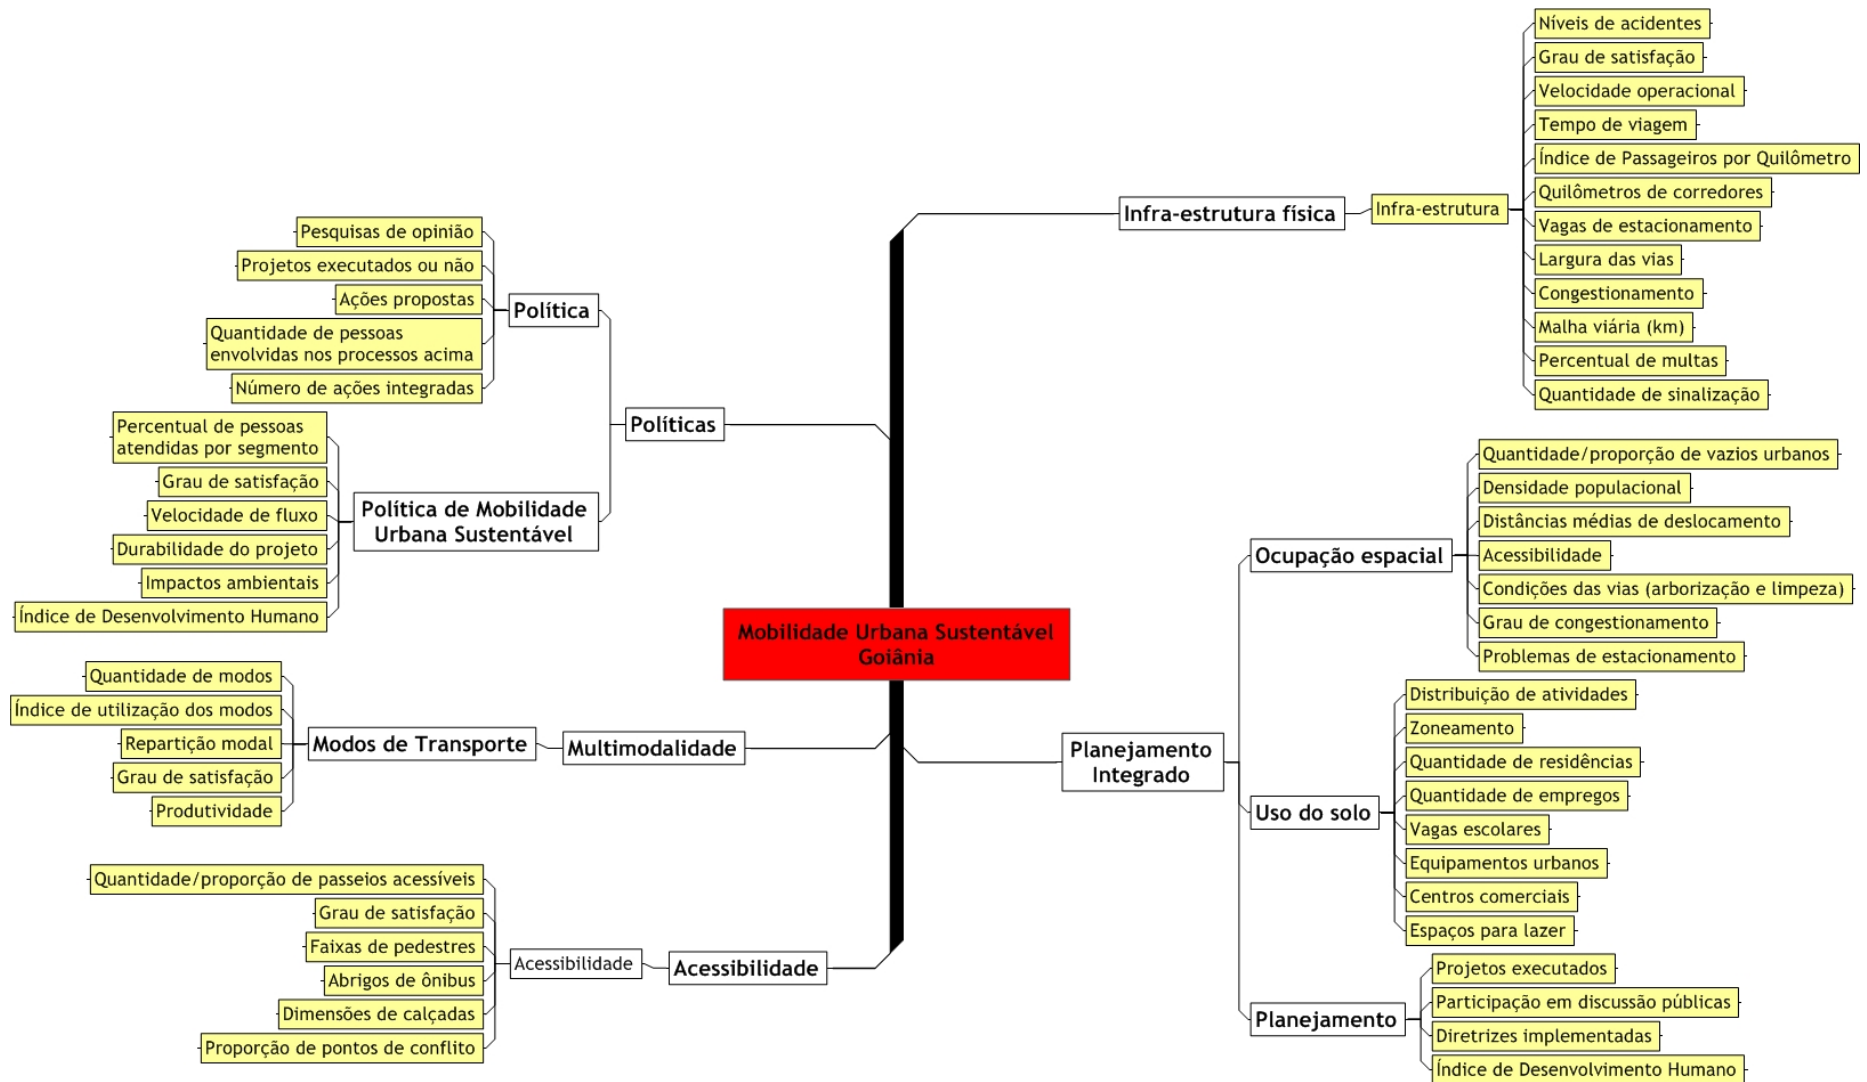 Mobilidade Urbana Sustentável
Goiânia
Infra-estrutura física
Infra-estrutura
Níveis de acidentes
Grau de satisfação
Velocidade operacional
Tempo de viagem
Índice de Passageiros por Quilômetro
Quilômetros de corredores
Vagas de estacionamento
Largura das vias
Congestionamento
Malha viária (km)
Percentual de multas
Quantidade de sinalização
Planejamento
Integrado
Ocupação espacial
Quantidade/proporção de vazios urbanos
Densidade populacional
Distâncias médias de deslocamento
Acessibilidade
Condições das vias (arborização e limpeza)
Grau de congestionamento
Problemas de estacionamento
Uso do solo
Distribuição de atividades
Zoneamento
Quantidade de residências
Quantidade de empregos
Vagas escolares
Equipamentos urbanos
Centros comerciais
Espaços para lazer
Planejamento
Projetos executados
Participação em discussão públicas
Diretrizes implementadas
Índice de Desenvolvimento Humano
Políticas
Política
Pesquisas de opinião
Projetos executados ou não
Ações propostas
Quantidade de pessoas
envolvidas nos processos acima
Número de ações integradas
Política de Mobilidade
Urbana Sustentável
Percentual de pessoas
atendidas por segmento
Grau de satisfação
Velocidade de fluxo
Durabilidade do projeto
Impactos ambientais
Índice de Desenvolvimento Humano
Multimodalidade
Modos de Transporte
Quantidade de modos
Índice de utilização dos modos
Repartição modal
Grau de satisfação
Produtividade
Acessibilidade
Acessibilidade
Quantidade/proporção de passeios acessíveis
Grau de satisfação
Faixas de pedestres
Abrigos de ônibus
Dimensões de calçadas
Proporção de pontos de conflito